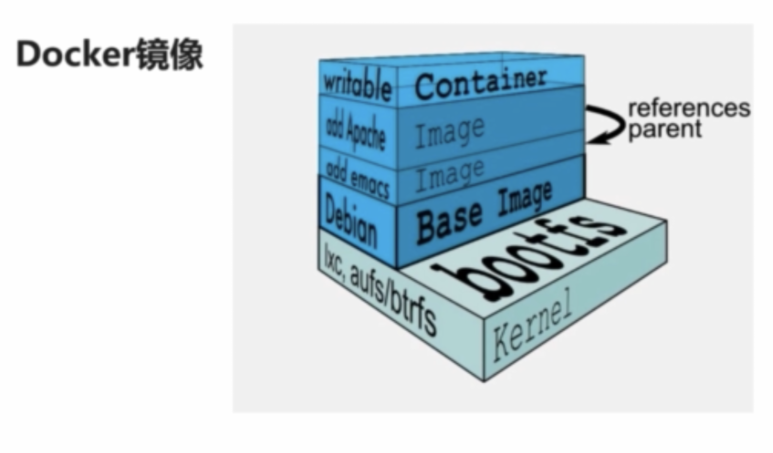 Docker镜像
writable Container
add Apache Image
add emacs Image
Debian Base Image
references
parent
lxc, aufs/btrfs
bootfs
Kernel